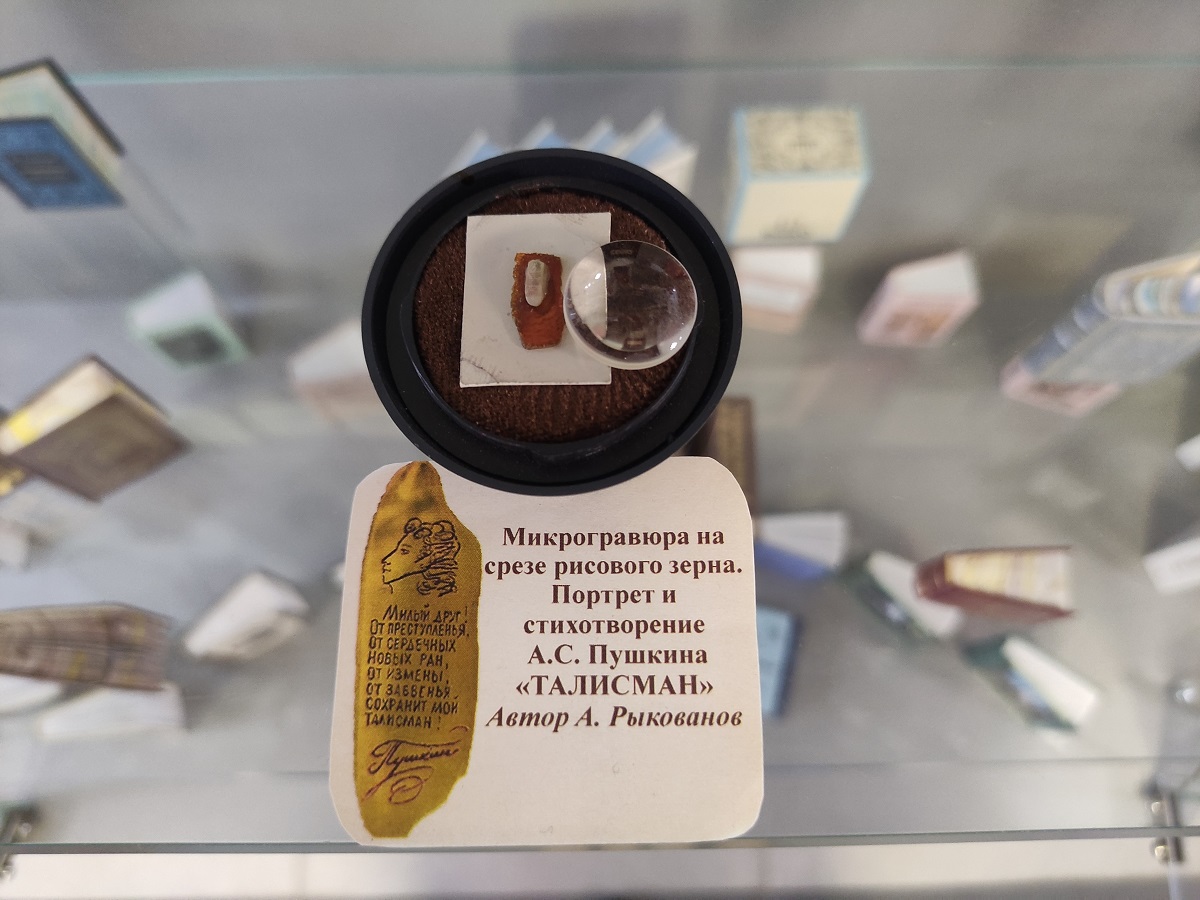 Микрогравюра на
срезе рисового зерна.
Портрет и
стихотворение
А.С. Пушкина
«ТАЛИСМАН»
Автор А. Рыкованов
Милый друг!
От преступленья,
От сердечных
новых ран,
от измены,
от забвенья
сохранит мой
талисман!
Пушкин